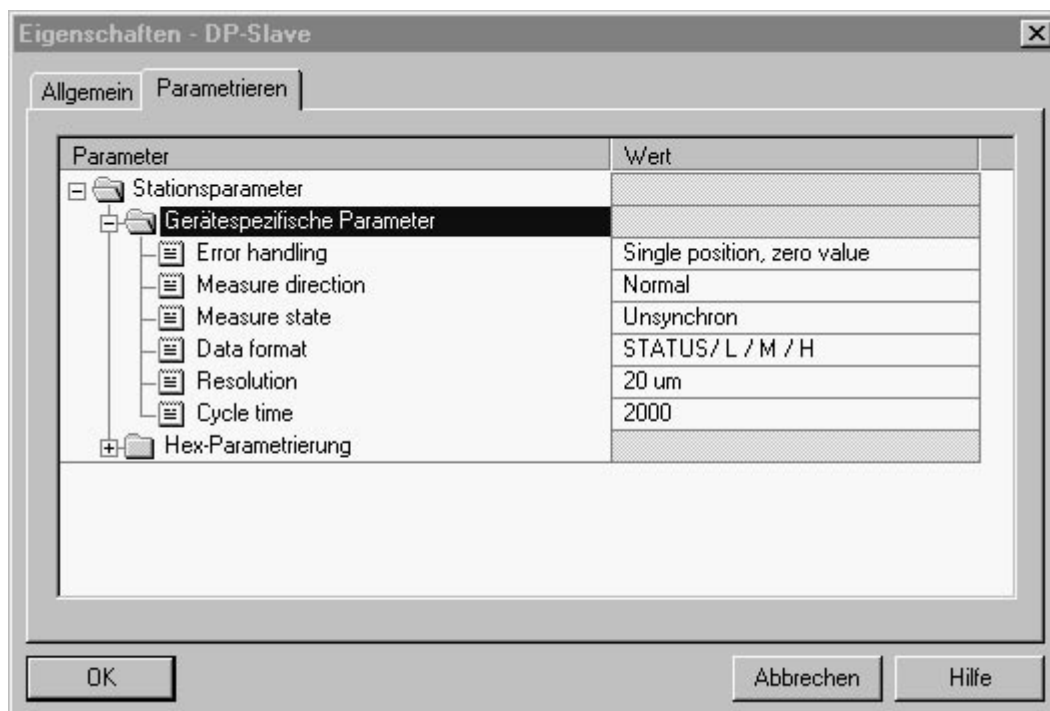 Eigenschaften - DP-Slave
Allgemein Parametrieren
Parameter Wert
Stationsparameter
Gerätespezifische Parameter
Error handling Single position, zero value
Measure direction Normal
Measure state Unsynchron
Data format STATUS/ L / M / H
Resolution 20 um
Cycle time 2000
Hex-Parametrierung
OK Abbrechen Hilfe